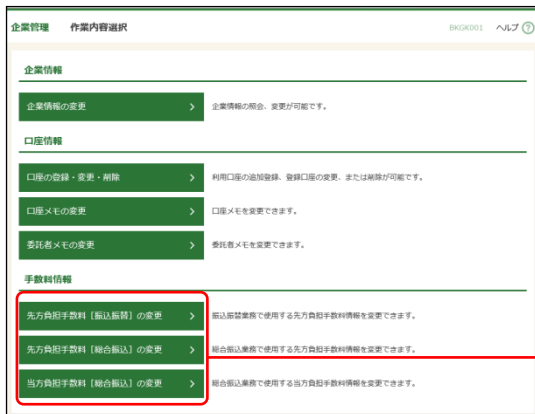 企業管理 作業内容選択 BKGK001 ヘルプ ?
企業情報
企業情報の変更 > 企業情報の照会、変更が可能です。
口座情報
口座の登録・変更・削除 > 利用口座の追加登録、登録口座の変更、または削除が可能です。
口座メモの変更 > 口座メモを変更できます。
委託者メモの変更 > 委託者メモを変更できます。
手数料情報
先方負担手数料［振込振替］の変更 > 振込振替業務で使用する先方負担手数料情報を変更できます。
先方負担手数料［総合振込］の変更 > 総合振込業務で使用する先方負担手数料情報を変更できます。
当方負担手数料［総合振込］の変更 > 総合振込業務で使用する当方負担手数料情報を変更できます。